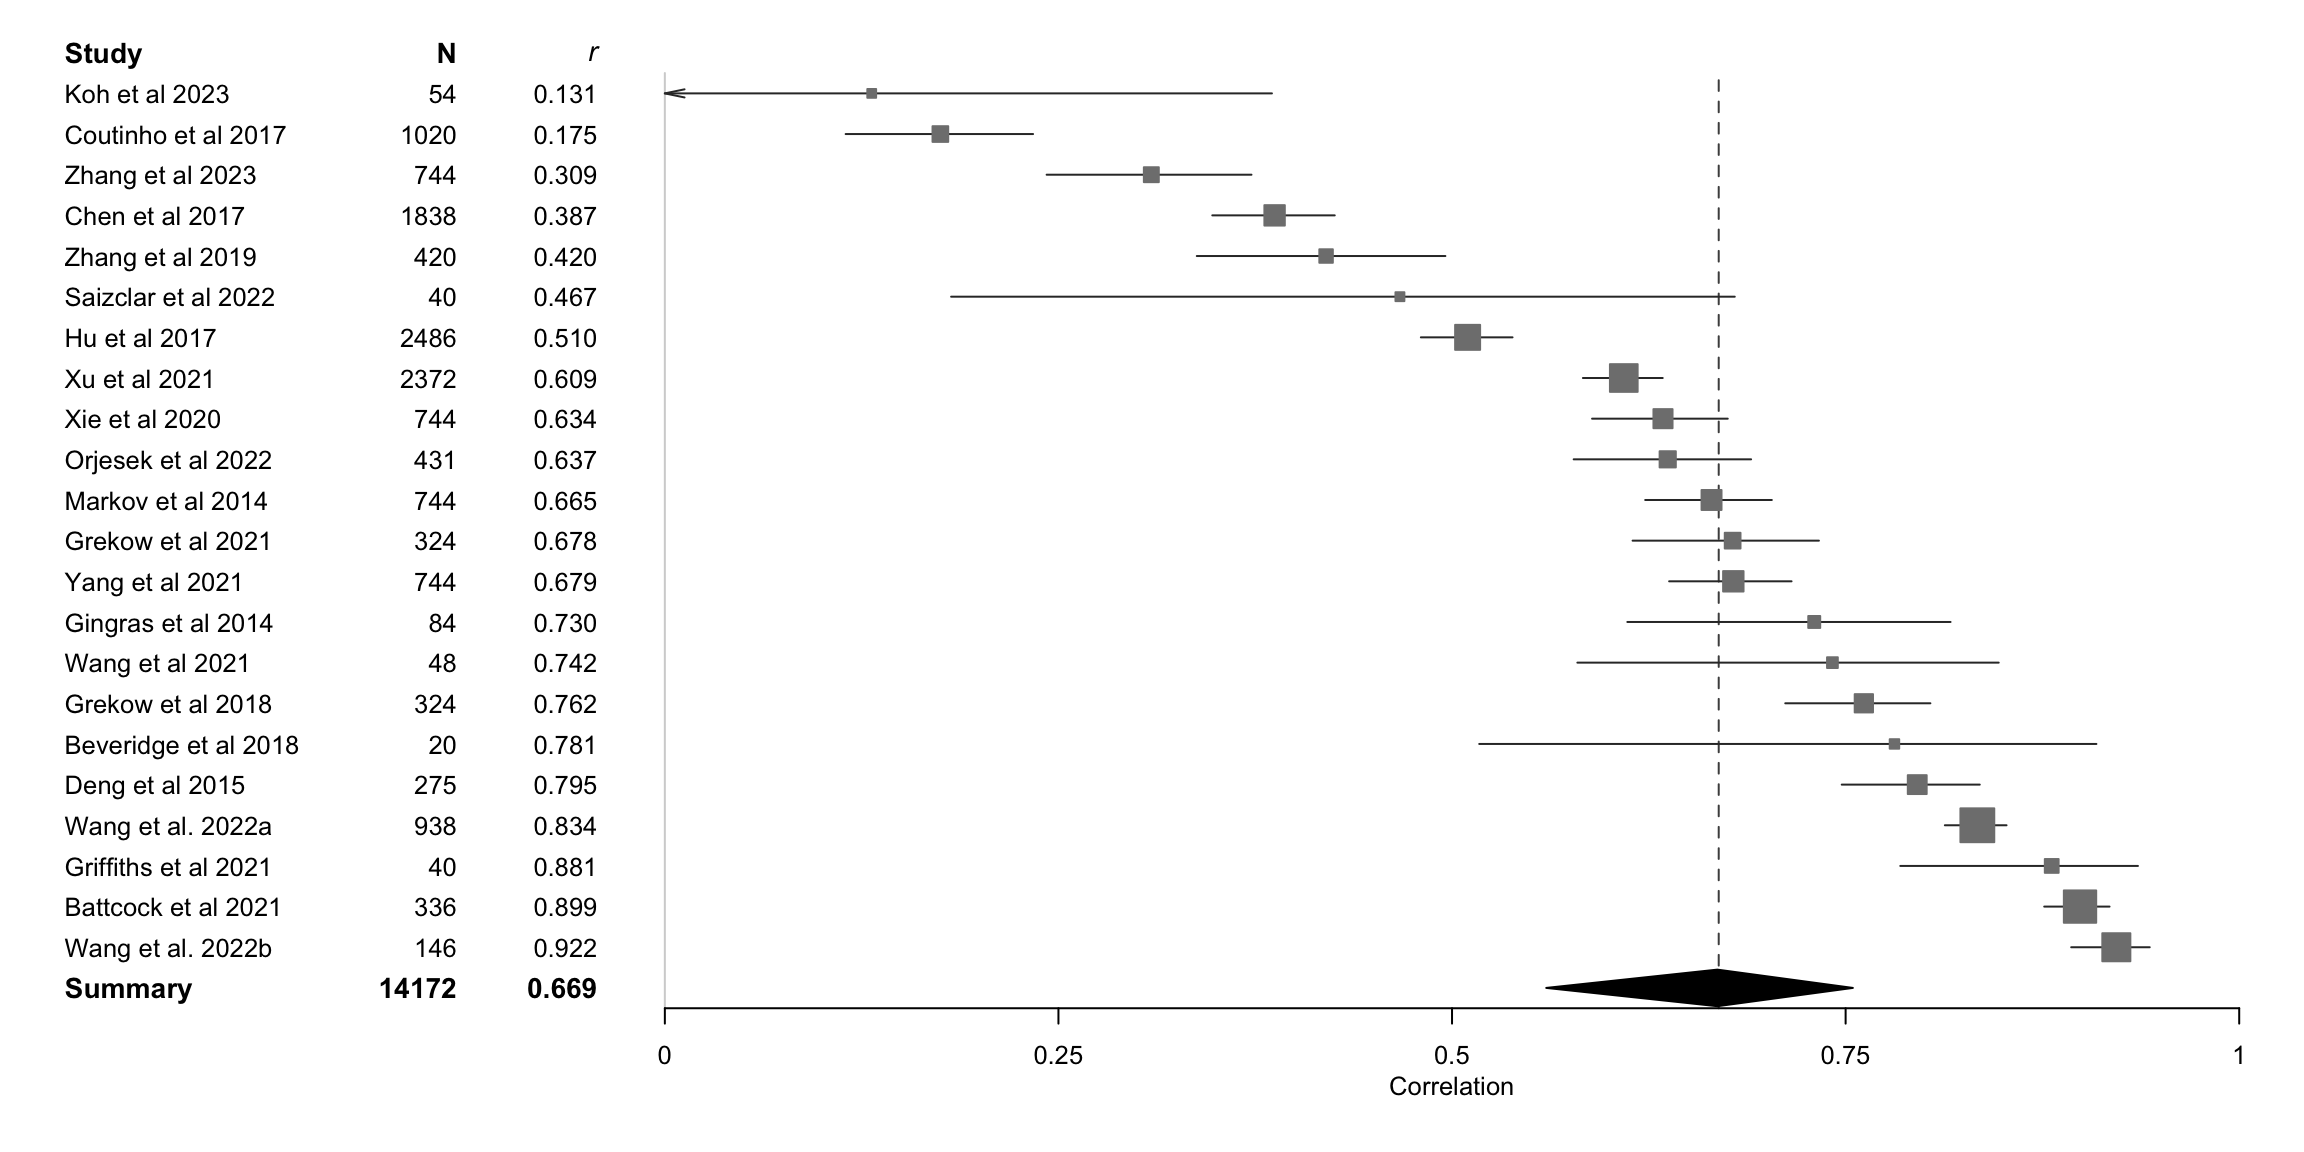 Study N r
Koh et al 2023 54 0.131
Coutinho et al 2017 1020 0.175
Zhang et al 2023 744 0.309
Chen et al 2017 1838 0.387
Zhang et al 2019 420 0.420
Saizclar et al 2022 40 0.467
Hu et al 2017 2486 0.510
Xu et al 2021 2372 0.609
Xie et al 2020 744 0.634
Orjesek et al 2022 431 0.637
Markov et al 2014 744 0.665
Grekow et al 2021 324 0.678
Yang et al 2021 744 0.679
Gingras et al 2014 84 0.730
Wang et al 2021 48 0.742
Grekow et al 2018 324 0.762
Beveridge et al 2018 20 0.781
Deng et al 2015 275 0.795
Wang et al. 2022a 938 0.834
Griffiths et al 2021 40 0.881
Battcock et al 2021 336 0.899
Wang et al. 2022b 146 0.922
Summary 14172 0.669
0 0.25 0.5 0.75 1
Correlation